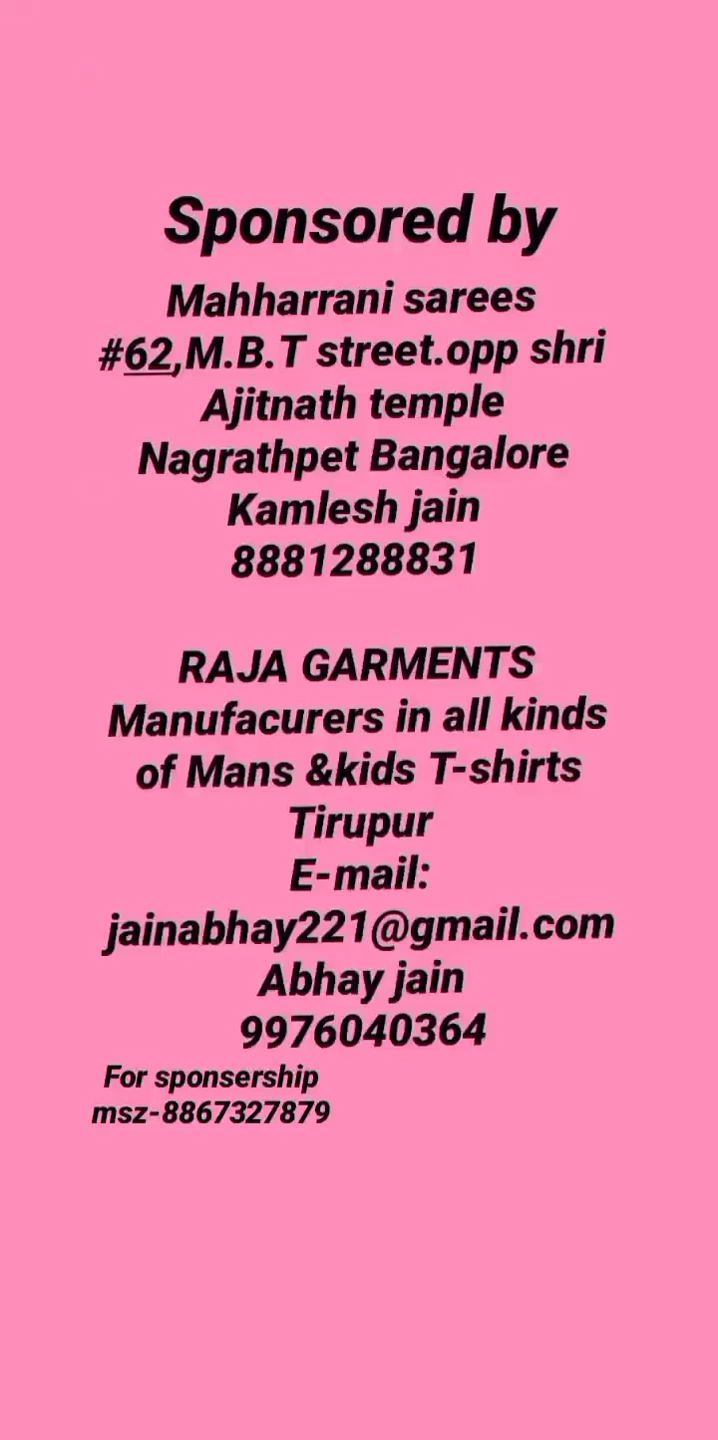 Sponsored by
Mahharrani sarees
#62,M.B.T street.opp shri
Ajitnath temple
Nagrathpet Bangalore
Kamlesh jain
8881288831
RAJA GARMENTS
Manufacurers in all kinds
of Mans &kids T-shirts
Tirupur
E-mail:
jainabhay221@gmail.com
Abhay jain
9976040364
For sponsership
msz-8867327879